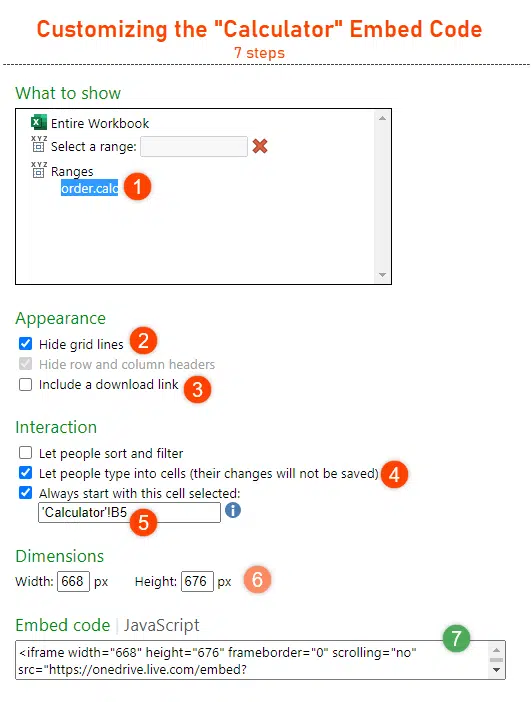 Customizing the "Calculator" Embed Code
7 steps
What to show
Entire Workbook
XYZ Select a range:
XYZ Ranges
order.calc 1
Appearance
Hide grid lines 2
Hide row and column headers
Include a download link 3
Interaction
Let people sort and filter
Let people type into cells (their changes will not be saved) 4
Always start with this cell selected:
'Calculator'!B5 5
Dimensions
Width: 668 px Height: 676 px 6
Embed code | JavaScript
7
<iframe width="668" height="676" frameborder="0" scrolling="no"
src="https://onedrive.live.com/embed?